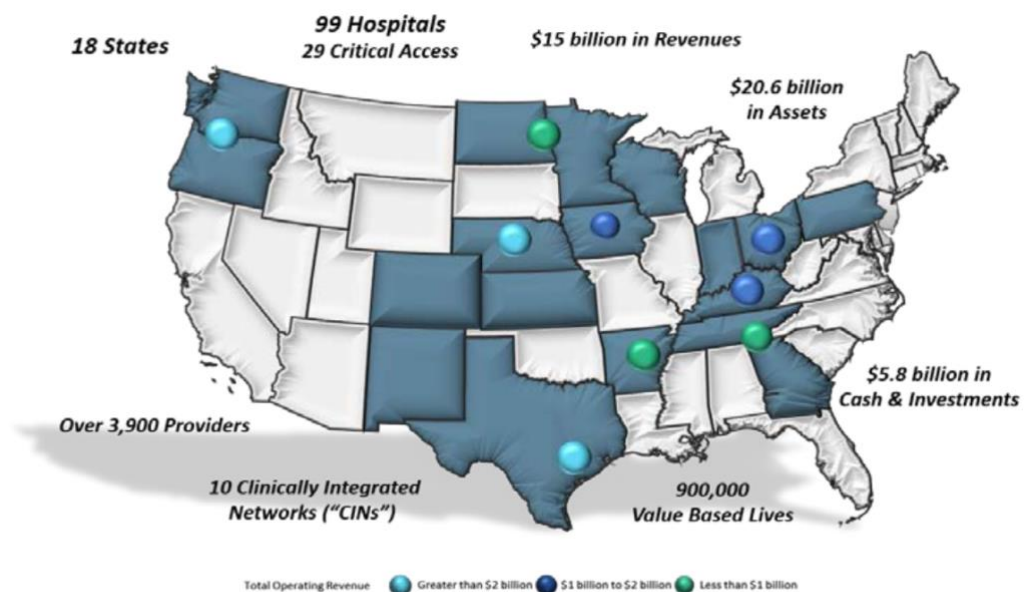 18 States
99 Hospitals
29 Critical Access
$15 billion in Revenues
$20.6 billion
in Assets
$5.8 billion in
Cash & Investments
Over 3,900 Providers
10 Clinically Integrated
Networks (“CINs”)
900,000
Value Based Lives
Total Operating Revenue Greater than $2 billion $1 billion to $2 billion Less than $1 billion